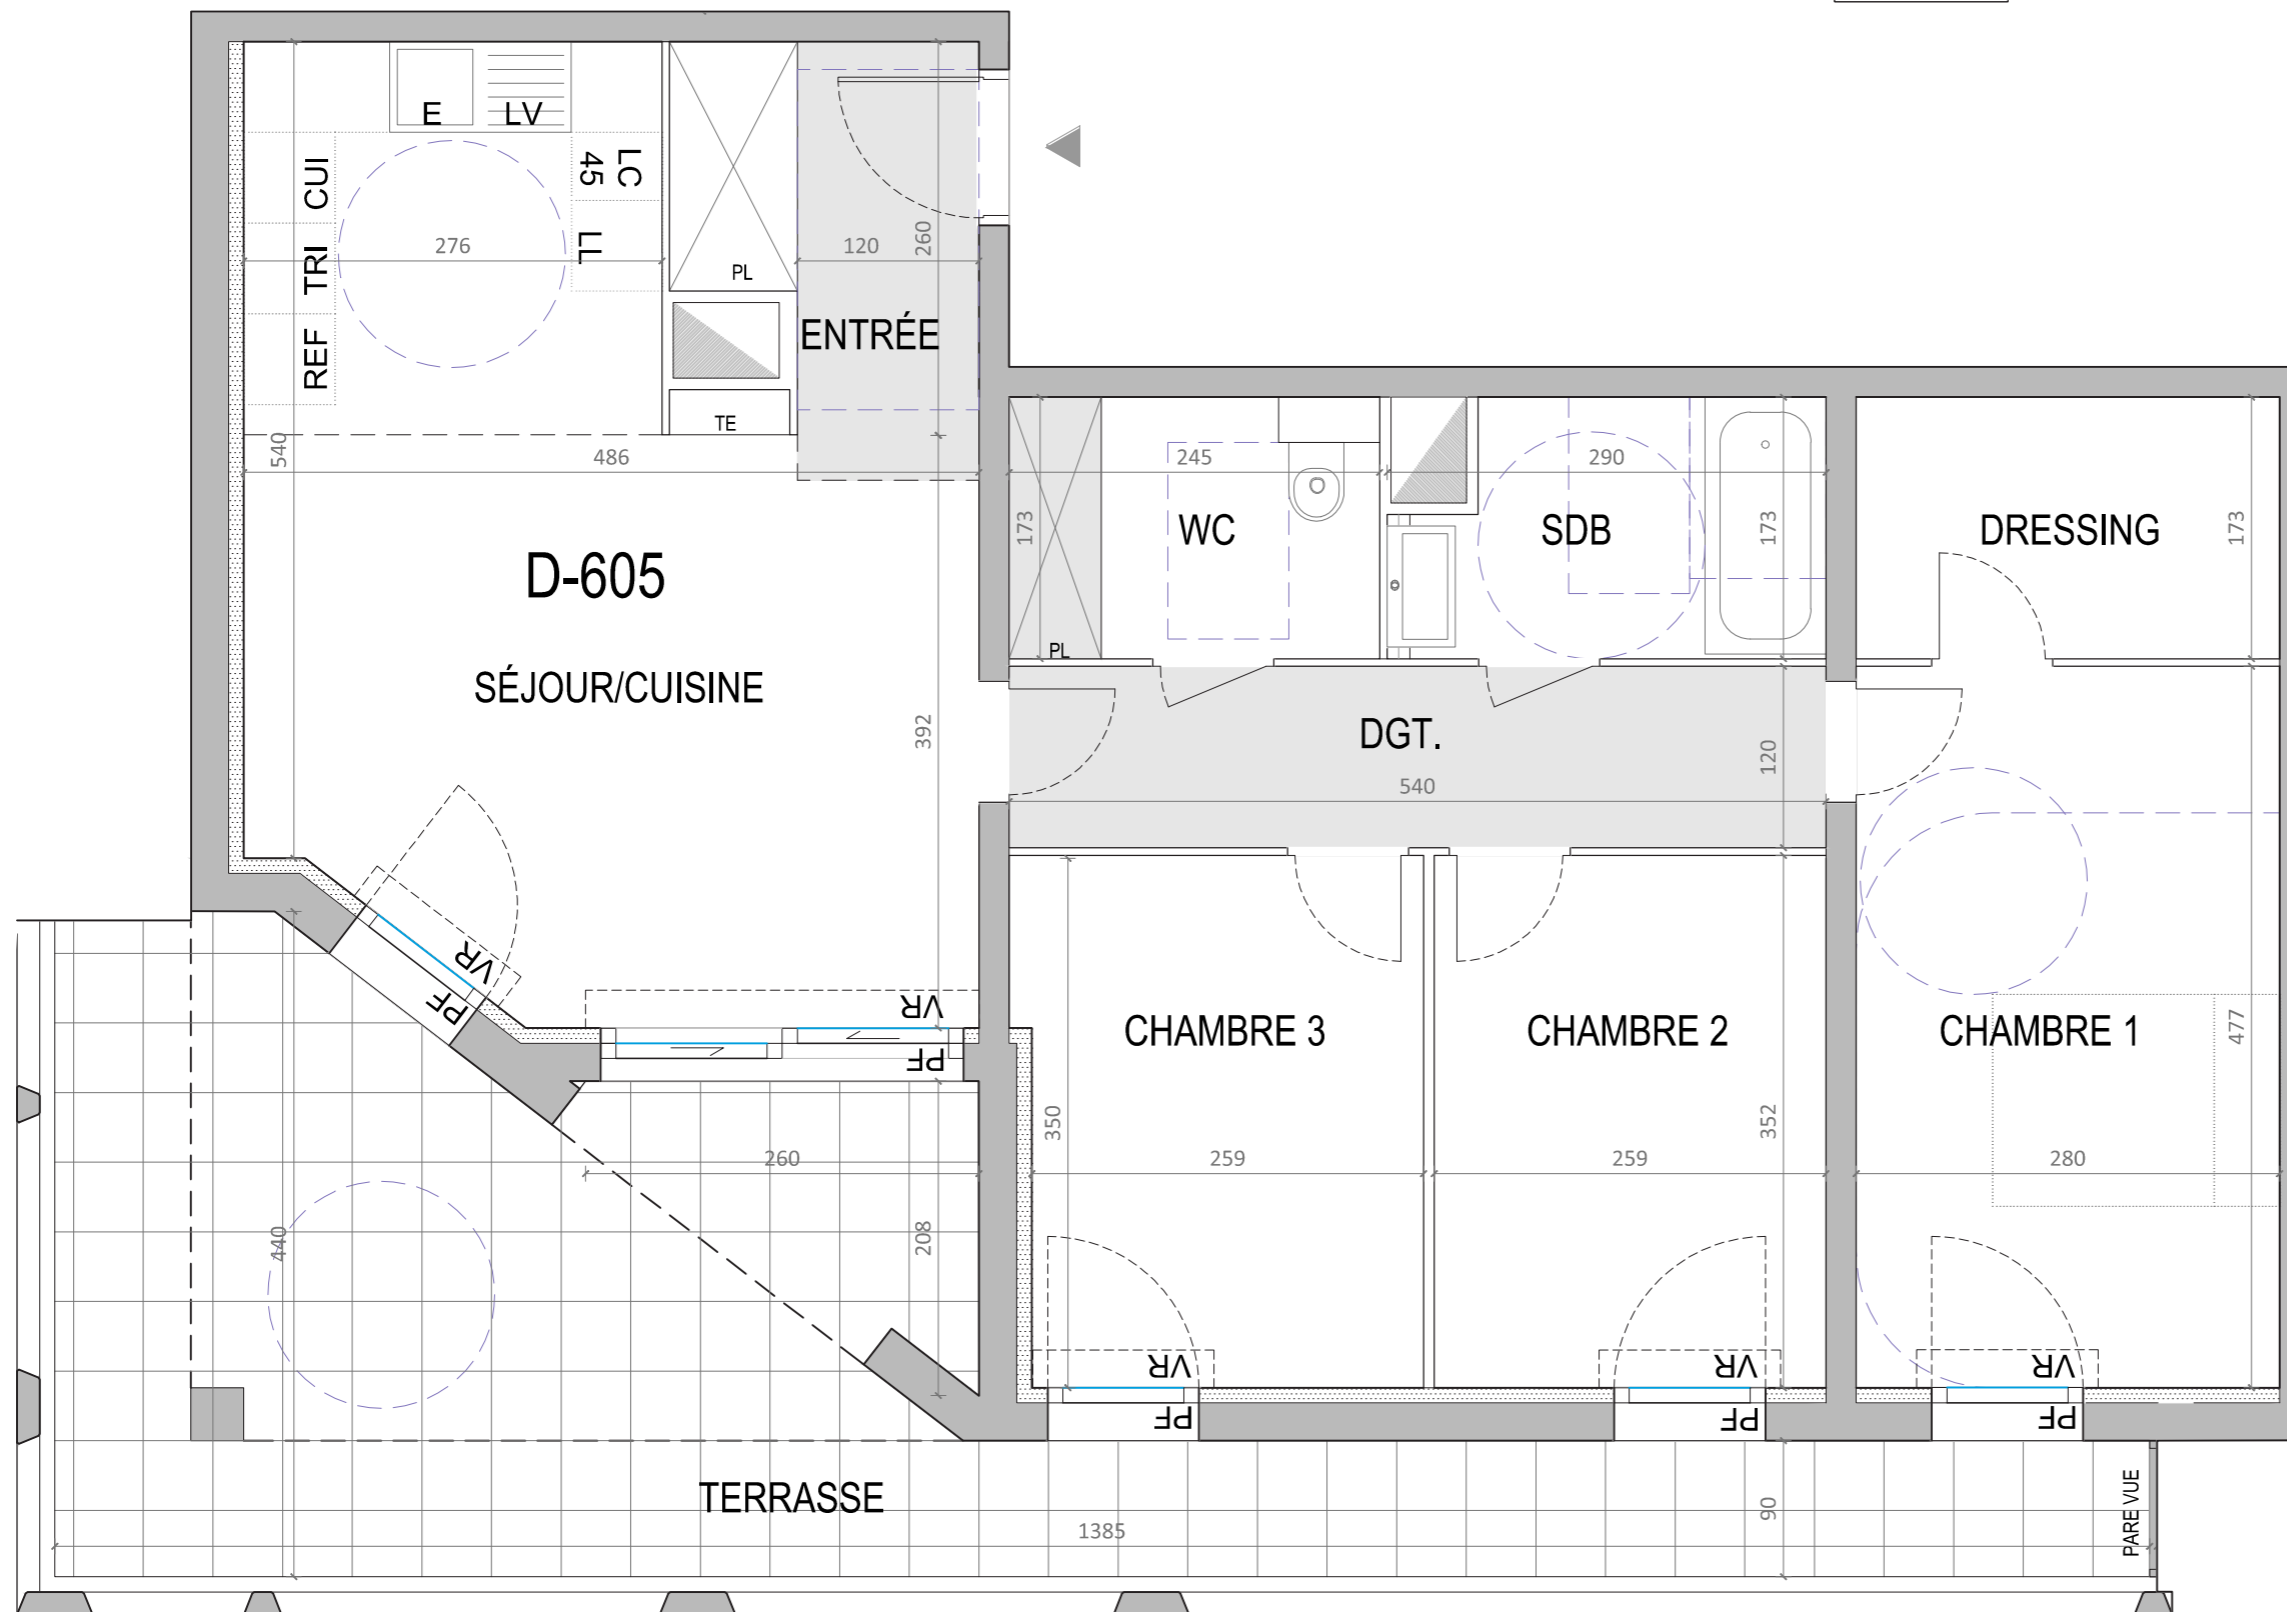 E
LV
LC
45
CUI
TRI
REF
LL
276
PL
120
260
ENTRÉE
TE
540
486
245
290
173
WC
SDB
173
DRESSING
173
D-605
SÉJOUR/CUISINE
PL
392
DGT.
120
540
VR
PF
VR
PF
CHAMBRE 3
CHAMBRE 2
CHAMBRE 1
477
350
352
260
259
259
280
440
208
VR
PF
VR
PF
VR
PF
TERRASSE
1385
90
PARE VUE